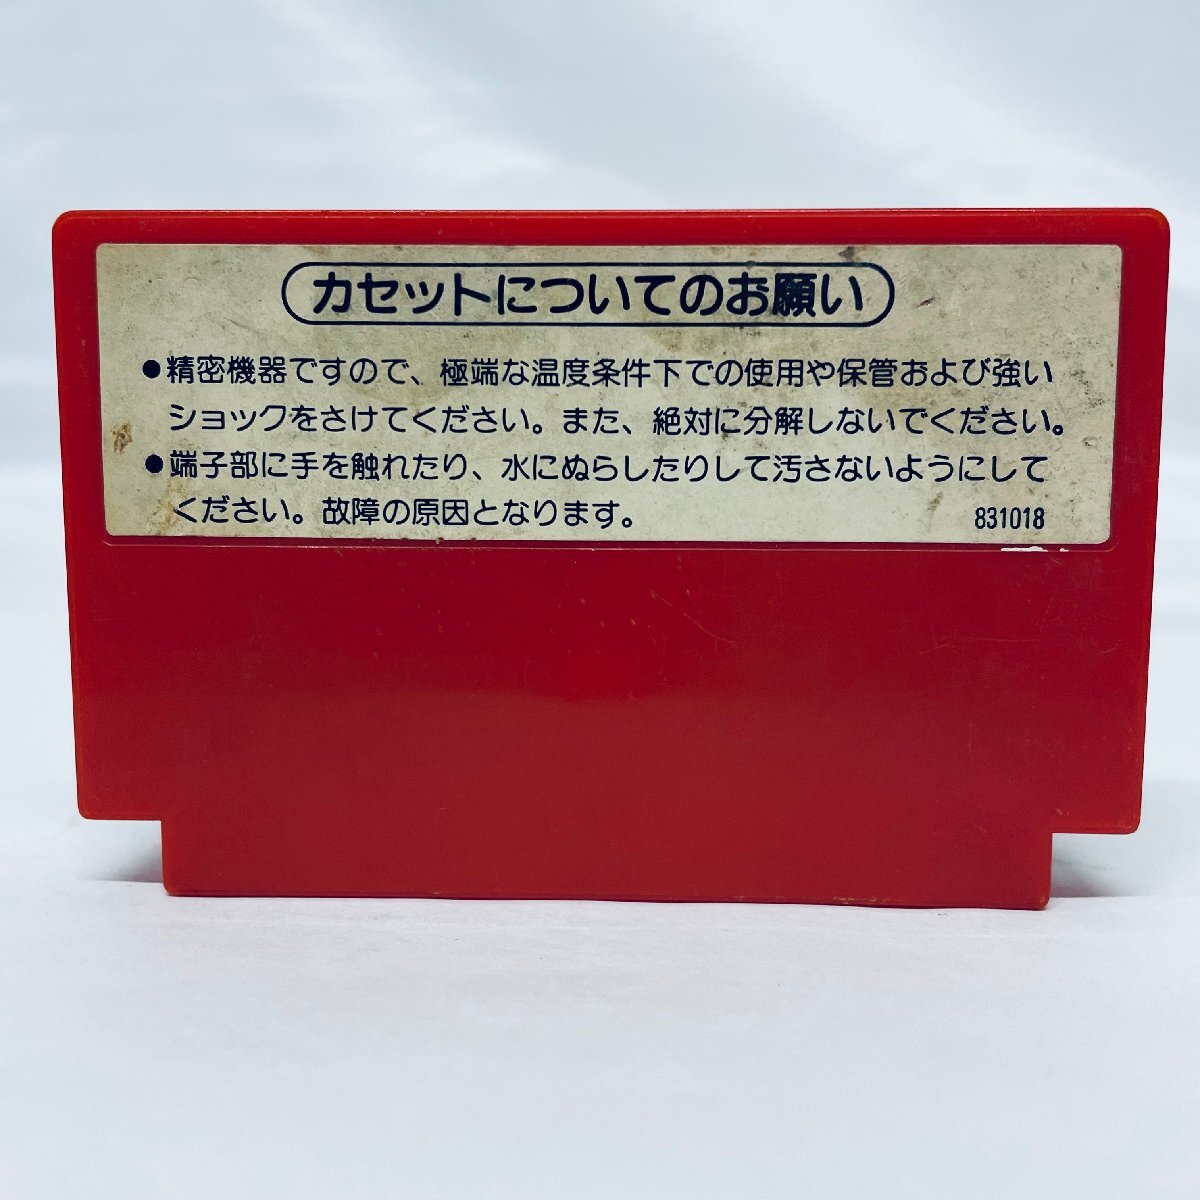 カセットについてのお願い
●精密機器ですので、極端な温度条件下での使用や保管および強い
ショックをさけてください。また、絶対に分解しないでください。
●端子部に手を触れたり、水にぬらしたりして汚さないようにして
ください。故障の原因となります。
831018